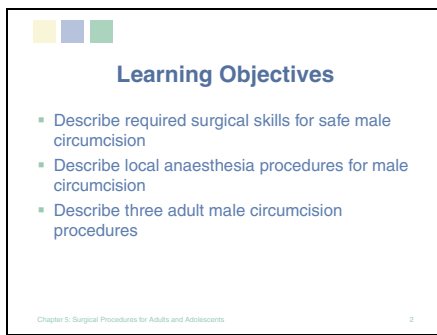 Learning Objectives
▪ Describe required surgical skills for safe male
circumcision
▪ Describe local anaesthesia procedures for male
circumcision
▪ Describe three adult male circumcision
procedures
Chapter 5: Surgical Procedures for Adults and Adolescents 2